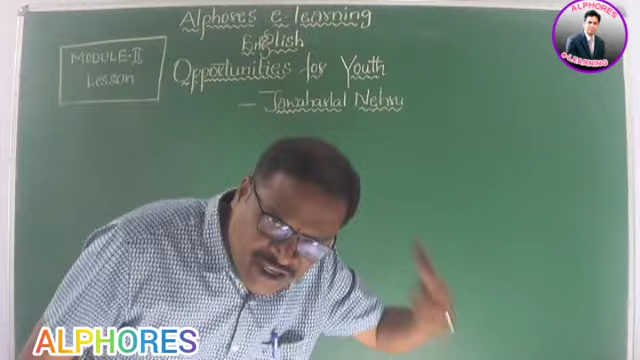 Alphores e-learning
English
MODULE-II
Lesson
Opportunities for Youth
- Jawaharlal Nehru
ALPHORES
e-LEARNING
ALPHORES